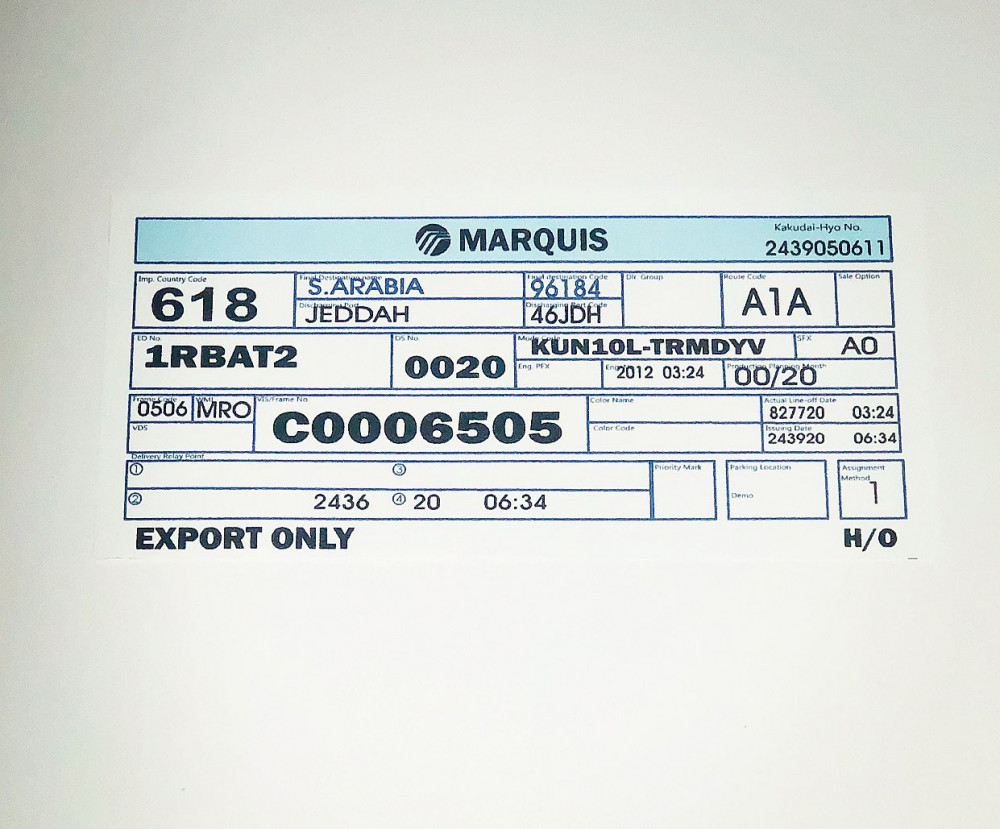 MARQUIS
Kakudai-Hyo No.
2439050611
Imp. Country Code
618
Final Destination name
S.ARABIA
Final destination Code
96184
Discharging Port
JEDDAH
Discharging Port Code
46JDH
Dlr. Group
Route Code
A1A
Sale Option
ED No.
1RBAT2
DS No.
0020
Model Code
KUN10L-TRMDYV
SFX
A0
Eng. PFX
2012 03:24
Production Planning Month
00/20
Frame Code
0506
WMI
MRO
VDS
VIS/Frame No
C0006505
Color Name
Color Code
Actual Line-off Date
827720 03:24
Issuing Date
243920 06:34
Delivery Relay Point
① ③
② 2436 ④ 20 06:34
Priority Mark
Parking Location
Demo
Assignment
Method
1
EXPORT ONLY
H/O